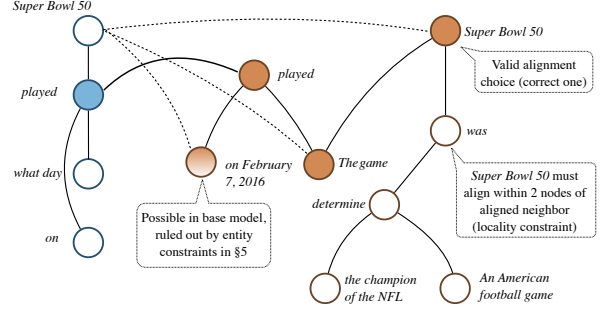 Super Bowl 50
Super Bowl 50
Valid alignment
choice (correct one)
played
played
was
what day
on February
7, 2016
The game
Super Bowl 50 must
align within 2 nodes of
aligned neighbor
(locality constraint)
determine
on
Possible in base model,
ruled out by entity
constraints in §5
the champion
of the NFL
An American
football game